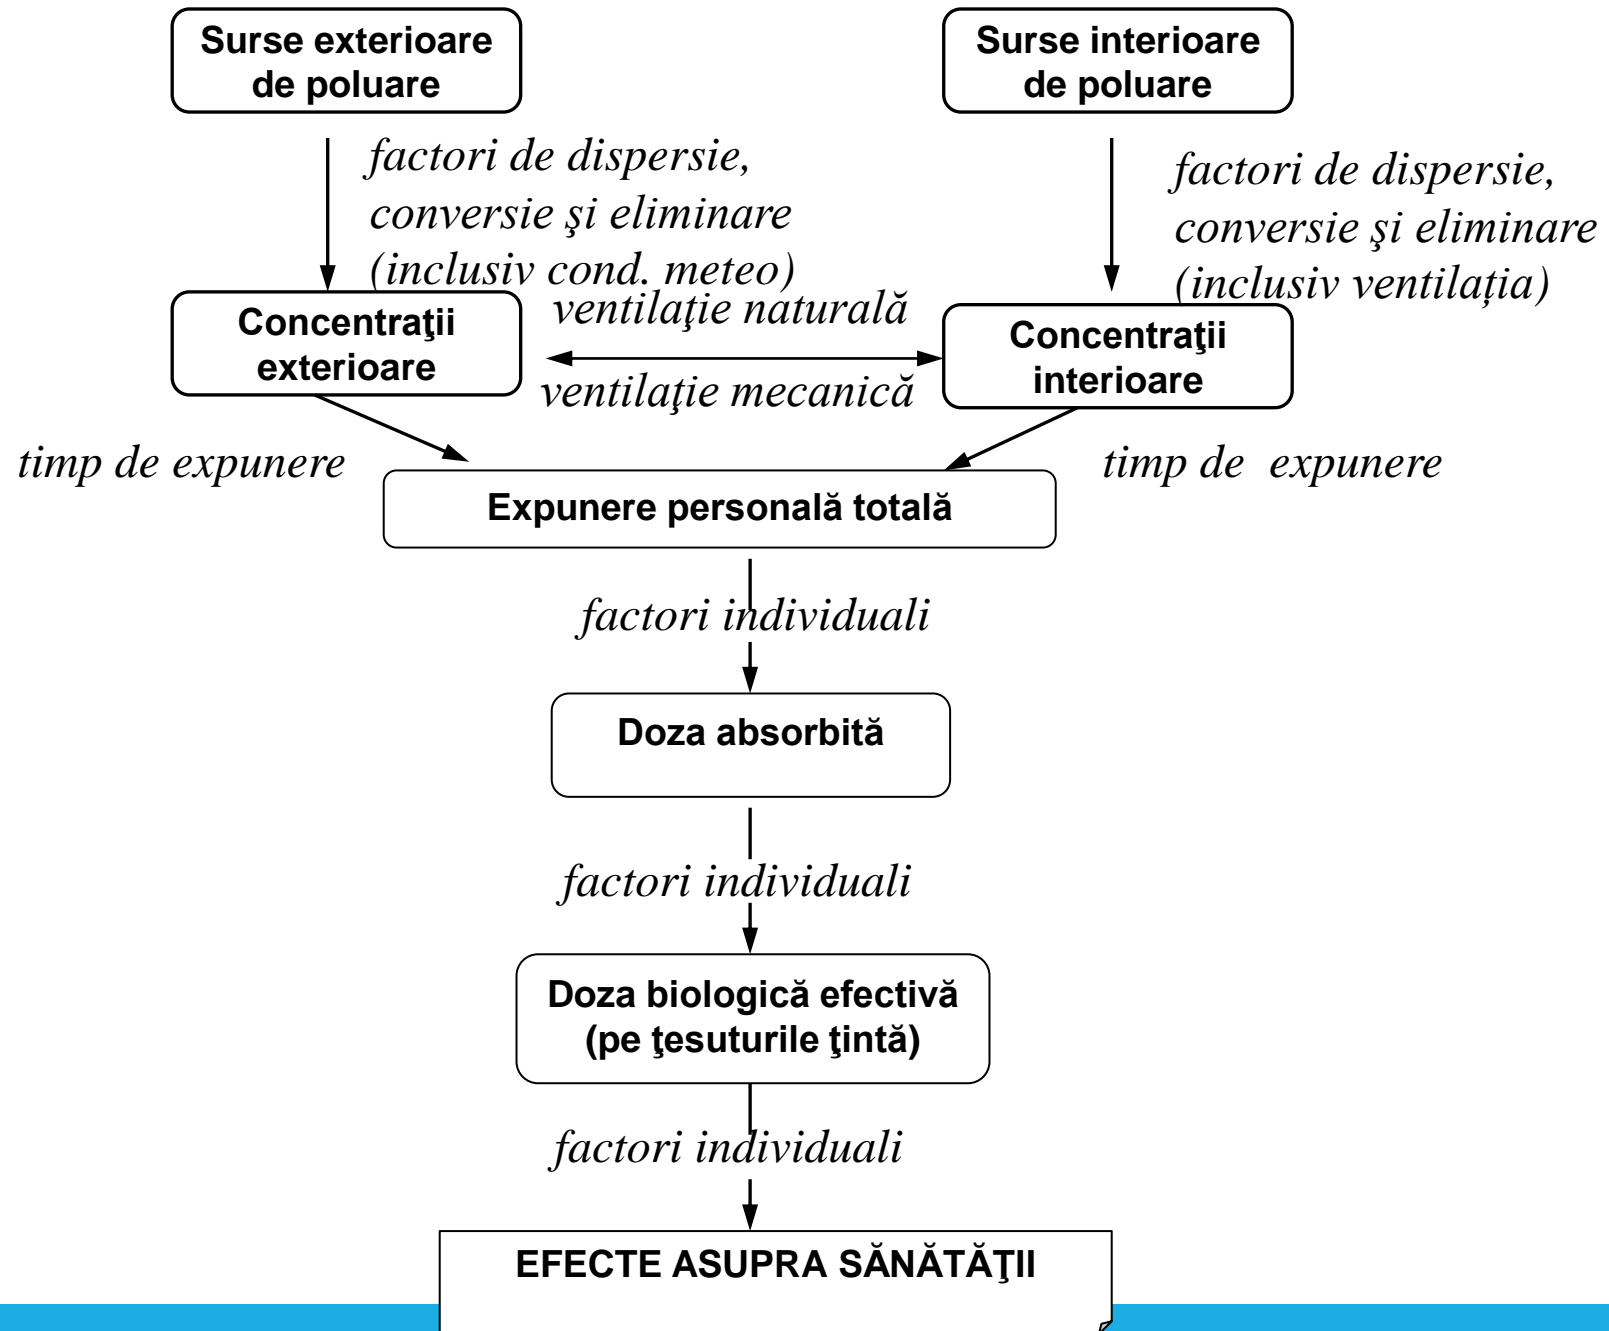 Surse exterioare
de poluare
Surse interioare
de poluare
factori de dispersie,
conversie şi eliminare
(inclusiv cond. meteo)
factori de dispersie,
conversie şi eliminare
(inclusiv ventilația)
Concentraţii
exterioare
ventilaţie naturală
ventilaţie mecanică
Concentraţii
interioare
timp de expunere
timp de  expunere
Expunere personală totală
factori individuali
Doza absorbită
factori individuali
Doza biologică efectivă
(pe ţesuturile ţintă)
factori individuali
EFECTE ASUPRA SĂNĂTĂŢII